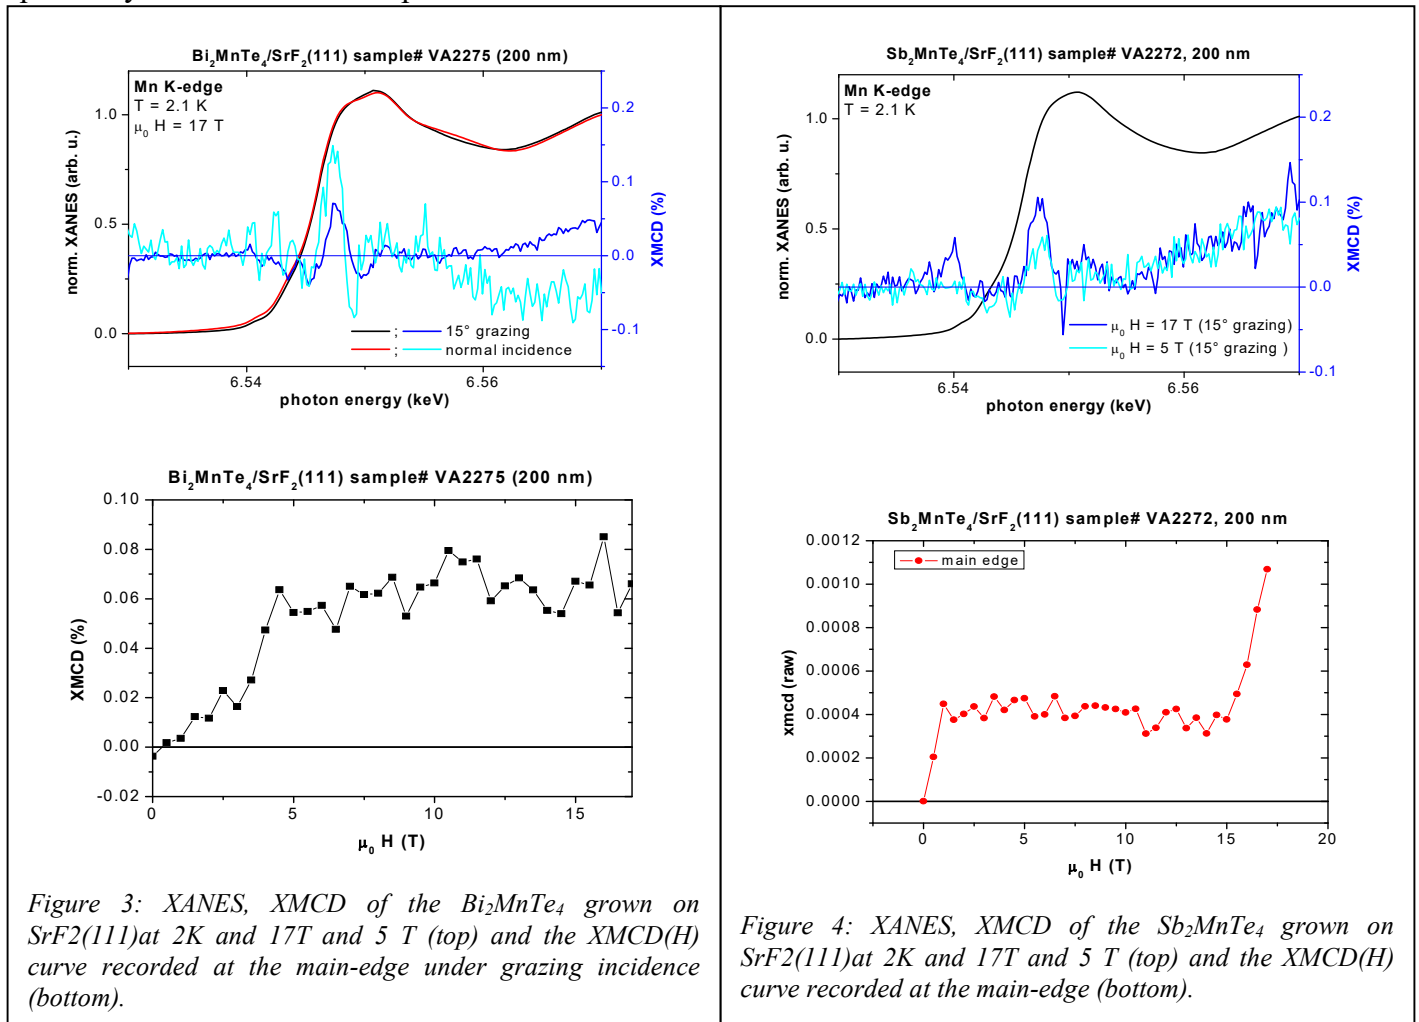 Bi₂MnTe₄/SrF₂(111) sample# VA2275 (200 nm)
Mn K-edge
T = 2.1 K
μ₀ H = 17 T
1.0
0.5
0.0
norm. XANES (arb. u.)
0.2
0.1
0.0
-0.1
XMCD (%)
; 15° grazing
; normal incidence
6.54 6.56
photon energy (keV)
Bi₂MnTe₄/SrF₂(111) sample# VA2275 (200 nm)
0.10
0.08
0.06
0.04
0.02
0.00
-0.02
XMCD (%)
0 5 10 15
μ₀ H (T)
Figure 3: XANES, XMCD of the Bi₂MnTe₄ grown on
SrF2(111)at 2K and 17T and 5 T (top) and the XMCD(H)
curve recorded at the main-edge under grazing incidence
(bottom).
Sb₂MnTe₄/SrF₂(111) sample# VA2272, 200 nm
Mn K-edge
T = 2.1 K
1.0
0.5
0.0
norm. XANES (arb. u.)
0.2
0.1
0.0
-0.1
XMCD (%)
μ₀ H = 17 T (15° grazing)
μ₀ H = 5 T (15° grazing )
6.54 6.56
photon energy (keV)
Sb₂MnTe₄/SrF₂(111) sample# VA2272, 200 nm
main edge
0.0012
0.0010
0.0008
0.0006
0.0004
0.0002
0.0000
xmcd (raw)
0 5 10 15 20
μ₀ H (T)
Figure 4: XANES, XMCD of the Sb₂MnTe₄ grown on
SrF2(111)at 2K and 17T and 5 T (top) and the XMCD(H)
curve recorded at the main-edge (bottom).